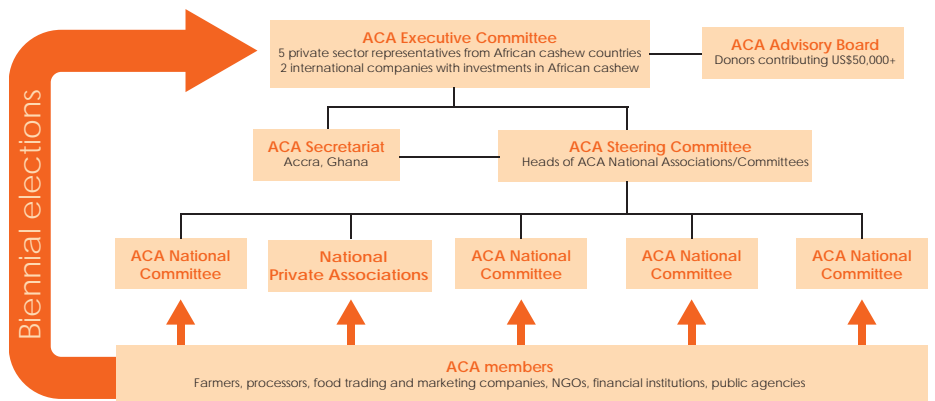 ACA Executive Committee
5 private sector representatives from African cashew countries
2 international companies with investments in African cashew
ACA Advisory Board
Donors contributing US$50,000+
Biennial elections
ACA Secretariat
Accra, Ghana
ACA Steering Committee
Heads of ACA National Associations/Committees
ACA National
Committee
National
Private Associations
ACA National
Committee
ACA National
Committee
ACA National
Committee
ACA members
Farmers, processors, food trading and marketing companies, NGOs, financial institutions, public agencies